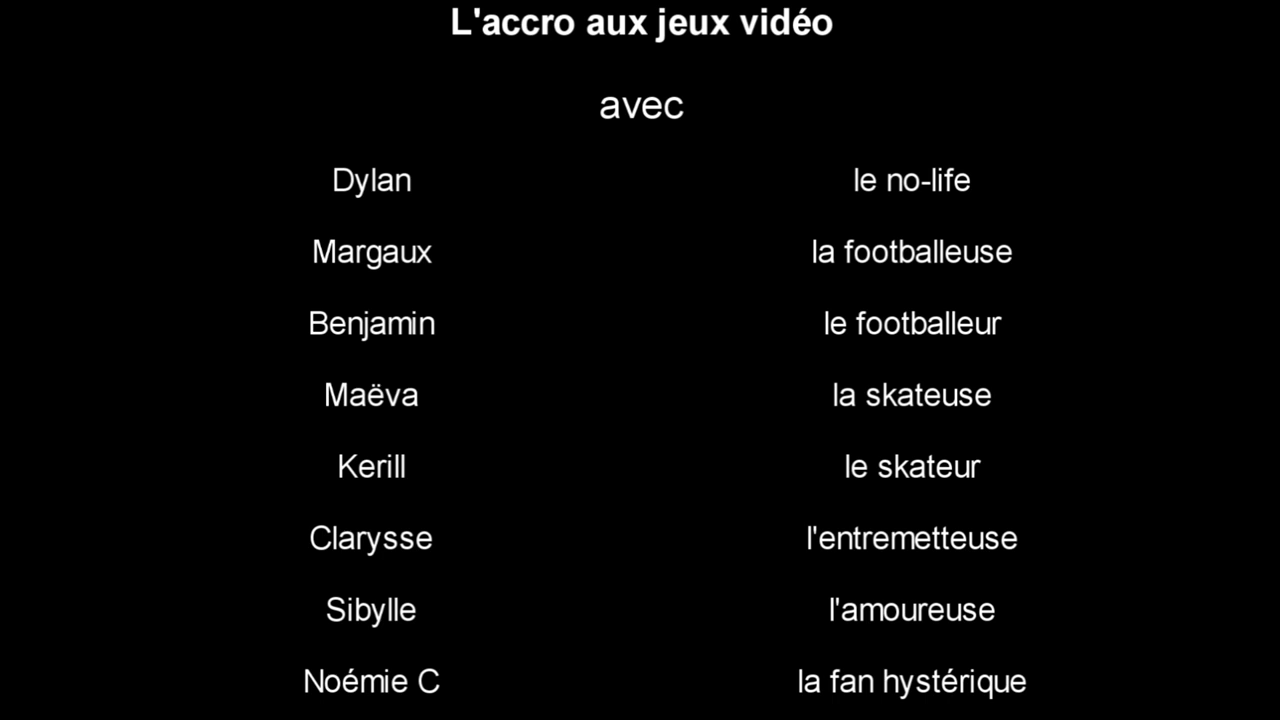 L'accro aux jeux vidéo
avec
Dylan le no-life
Margaux la footballeuse
Benjamin le footballeur
Maëva la skateuse
Kerill le skateur
Clarysse l'entremetteuse
Sibylle l'amoureuse
Noémie C la fan hystérique